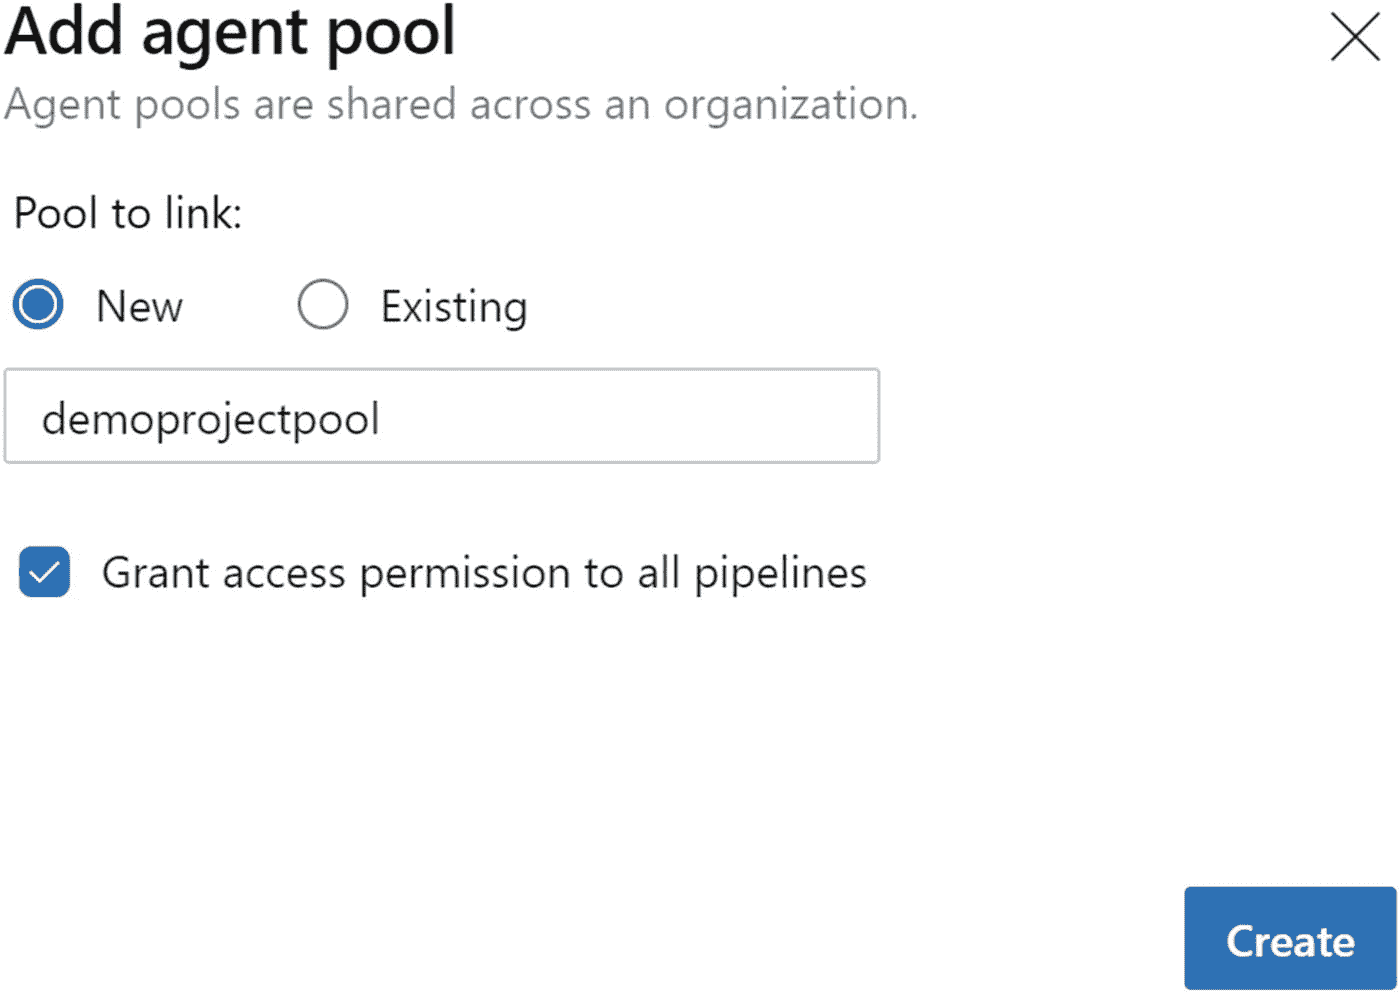 Add agent pool
Agent pools are shared across an organization.
Pool to link:
New Existing
demoprojectpool
Grant access permission to all pipelines
Create